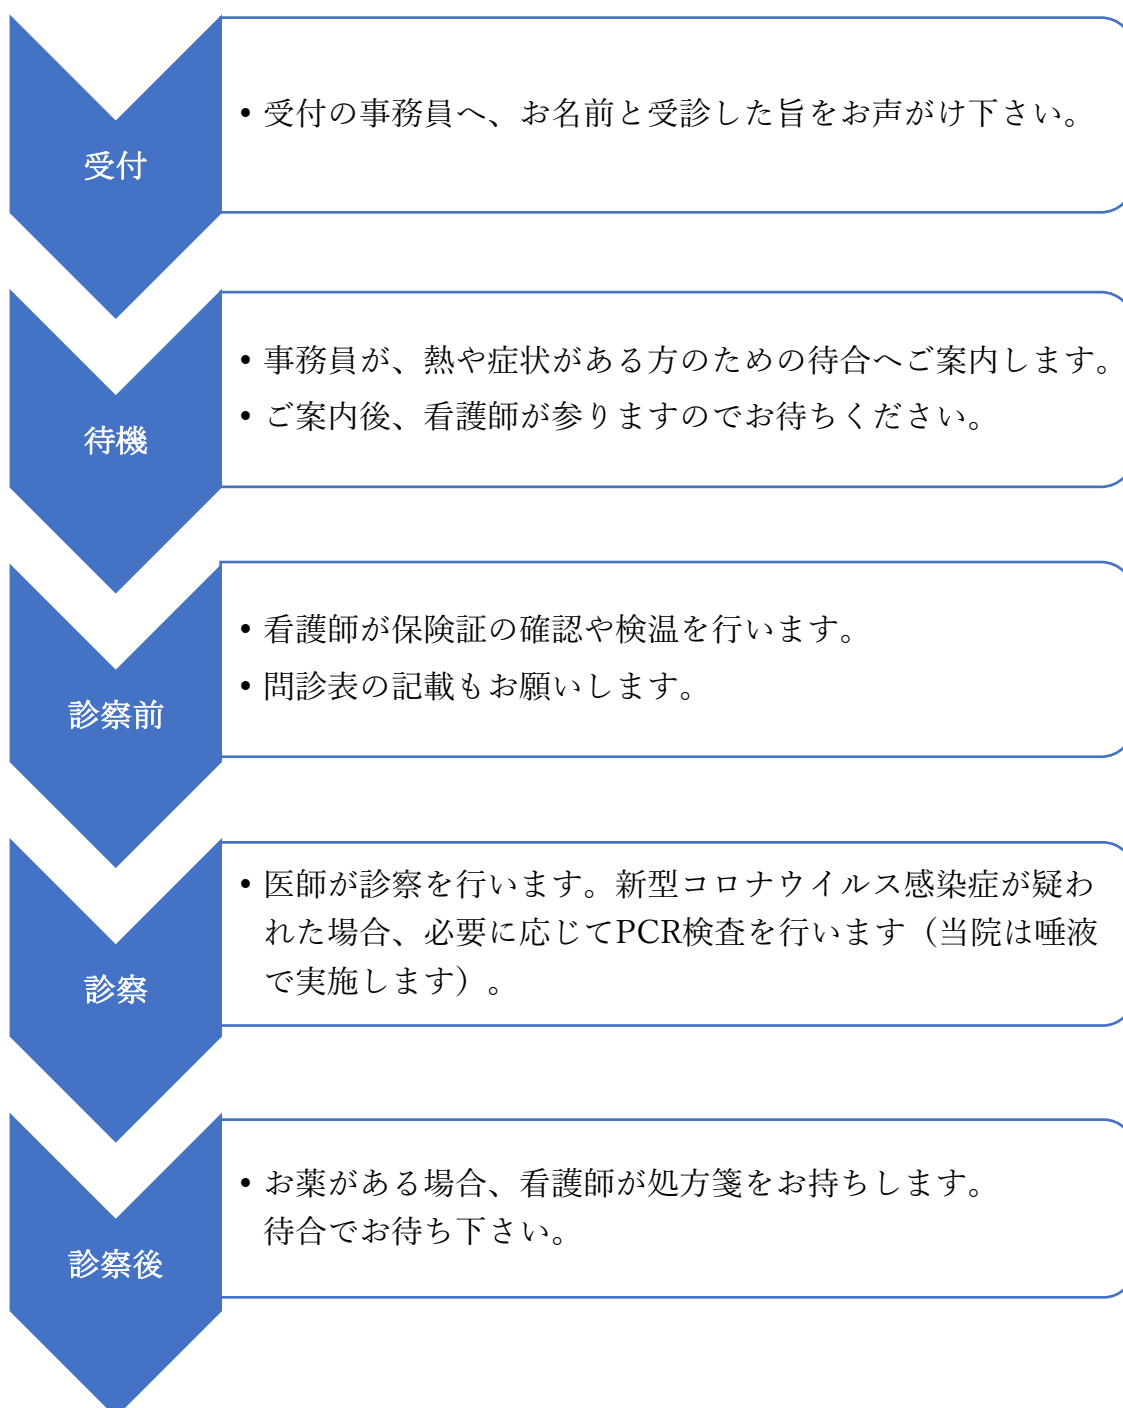 受付
• 受付の事務員へ、お名前と受診した旨をお声がけ下さい。
待機
• 事務員が、熱や症状がある方のための待合へご案内します。
• ご案内後、看護師が参りますのでお待ちください。
診察前
• 看護師が保険証の確認や検温を行います。
• 問診表の記載もお願いします。
診察
• 医師が診察を行います。新型コロナウイルス感染症が疑わ
れた場合、必要に応じてPCR検査を行います（当院は唾液
で実施します）。
診察後
• お薬がある場合、看護師が処方箋をお持ちします。
待合でお待ち下さい。